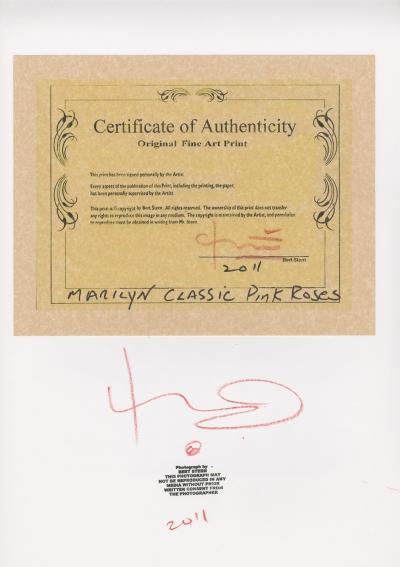 Certificate of Authenticity
Original Fine Art Print
This print has been signed personally by the Artist.
Every aspect of the publication of this Print, including the printing, the paper,
has been personally supervised by the Artist.
This print is © copyright by Bert Stern. All rights reserved. The ownership of this print does not transfer
any rights to reproduce this image in any medium. The copyright is maintained by the Artist, and permission
to reproduce must be obtained in writing from Mr. Stern.
Bert Stern
2011
MARILYN CLASSIC PINK ROSES
Photograph by
BERT STERN
THIS PHOTOGRAPH MAY
NOT BE REPRODUCED IN ANY
MEDIA WITHOUT PRIOR
WRITTEN CONSENT FROM
THE PHOTOGRAPHER
2011